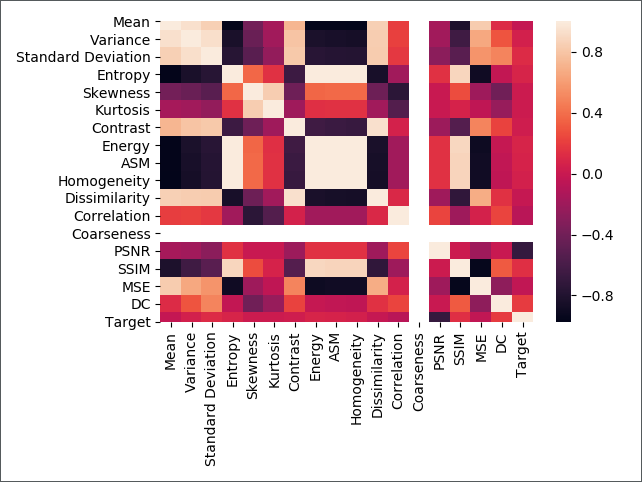 Mean
Variance
Standard Deviation
Entropy
Skewness
Kurtosis
Contrast
Energy
ASM
Homogeneity
Dissimilarity
Correlation
Coarseness
PSNR
SSIM
MSE
DC
Target
Mean
Variance
Standard Deviation
Entropy
Skewness
Kurtosis
Contrast
Energy
ASM
Homogeneity
Dissimilarity
Correlation
Coarseness
PSNR
SSIM
MSE
DC
Target
0.8
0.4
0.0
−0.4
−0.8